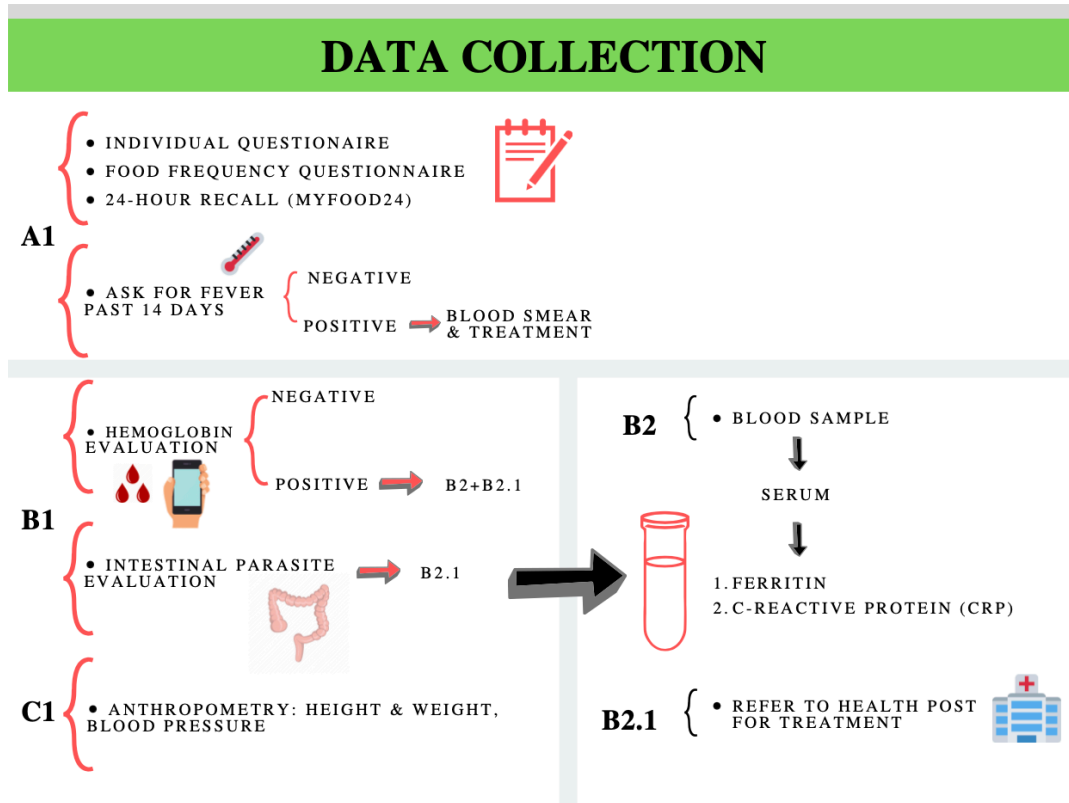 DATA COLLECTION
• INDIVIDUAL QUESTIONAIRE
• FOOD FREQUENCY QUESTIONNAIRE
• 24-HOUR RECALL (MYFOOD24)
A1
• ASK FOR FEVER
PAST 14 DAYS
NEGATIVE
POSITIVE
BLOOD SMEAR
& TREATMENT
B1
• HEMOGLOBIN
EVALUATION
NEGATIVE
POSITIVE
B2+B2.1
• INTESTINAL PARASITE
EVALUATION
B2.1
C1
• ANTHROPOMETRY: HEIGHT & WEIGHT,
BLOOD PRESSURE
B2
• BLOOD SAMPLE
SERUM
1. FERRITIN
2. C-REACTIVE PROTEIN (CRP)
B2.1
• REFER TO HEALTH POST
FOR TREATMENT